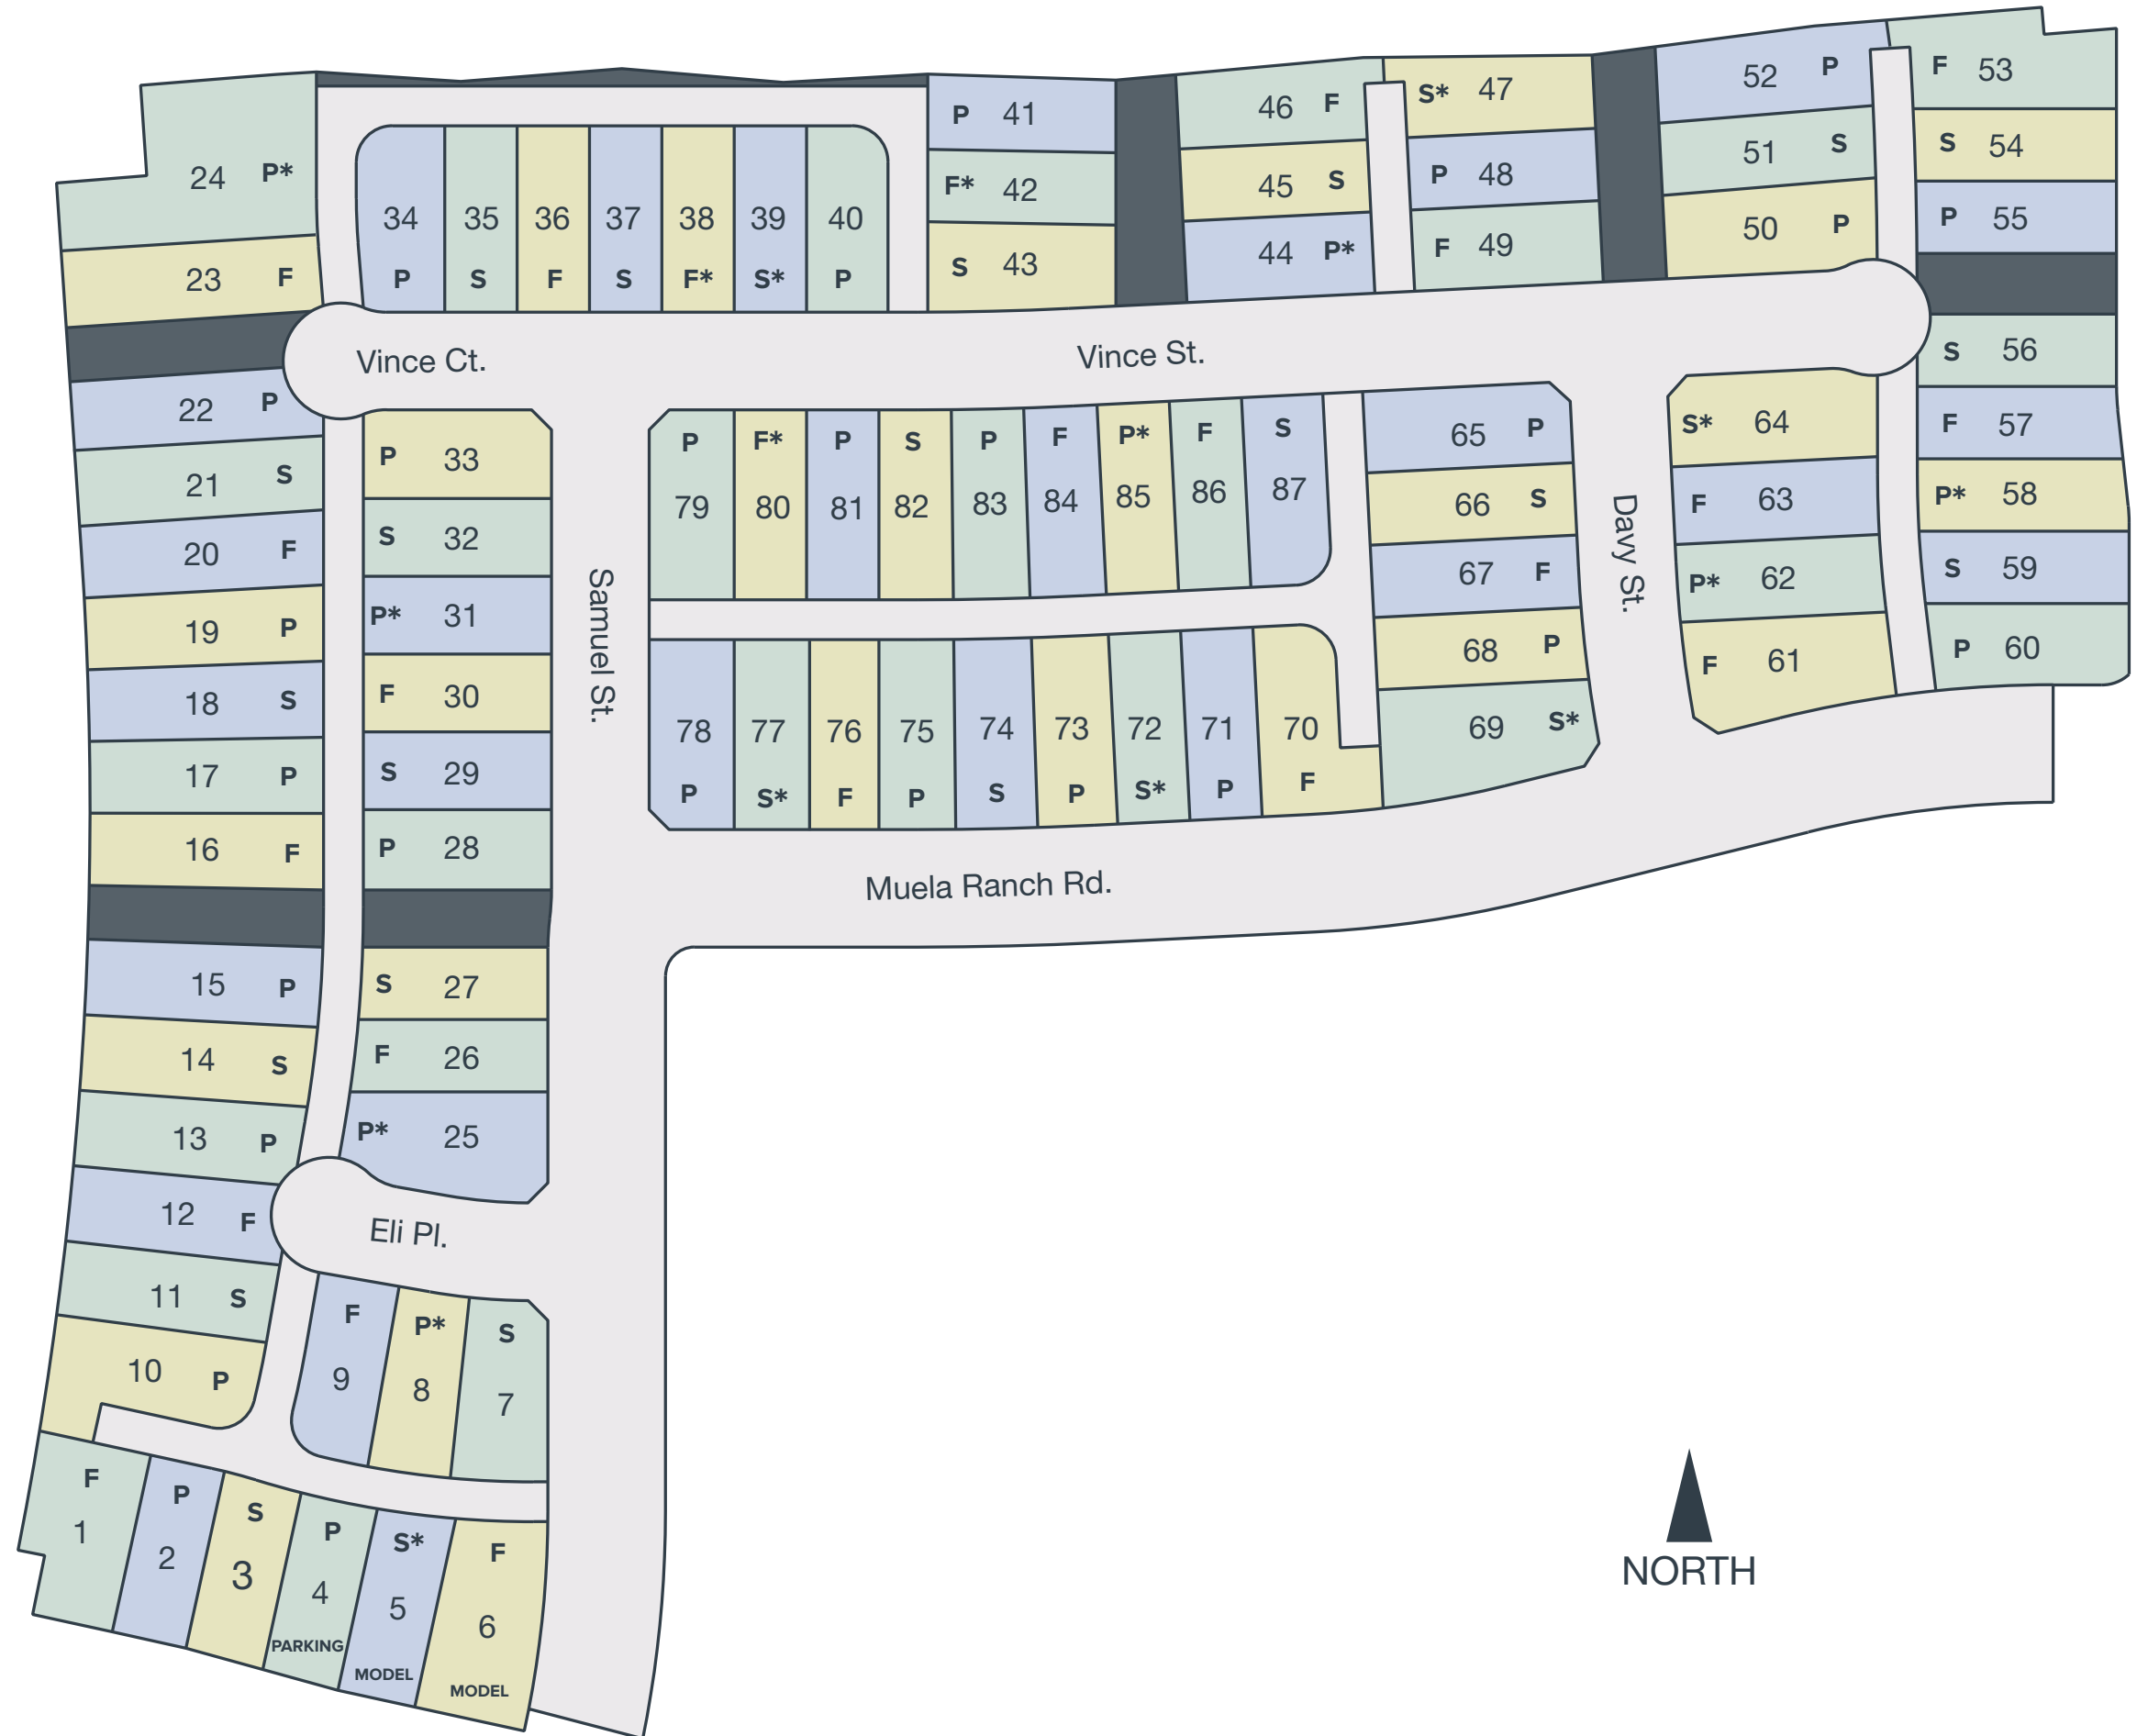 24 P*
23 F
22 P
21 S
20 F
19 P
18 S
17 P
16 F
15 P
14 S
13 P
12 F
11 S
10 P
34 35 36 37 38 39 40
P S F S F* S* P
P 41
F* 42
S 43
46 F
45 S
44 P*
S* 47
P 48
F 49
52 P
51 S
50 P
F 53
S 54
P 55
S 56
F 57
P* 58
S 59
P 60
Vince Ct.
Vince St.
P 33
S 32
P* 31
F 30
S 29
P 28
S 27
F 26
P* 25
Samuel St.
P F* P S P F P* F S
79 80 81 82 83 84 85 86 87
78 77 76 75 74 73 72 71 70
P S* F P S P S* P F
65 P
66 S
67 F
68 P
69 S*
Davy St.
S* 64
F 63
P* 62
F 61
Muela Ranch Rd.
Eli Pl.
F P* S
9 8 7
F P S P S* F
1 2 3 4 5 6
PARKING
MODEL
MODEL
NORTH